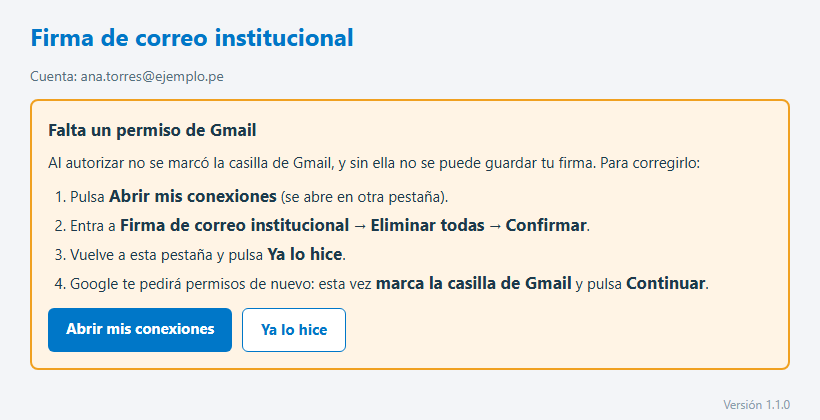 Firma de correo institucional
Cuenta: ana.torres@ejemplo.pe
Falta un permiso de Gmail
Al autorizar no se marcó la casilla de Gmail, y sin ella no se puede guardar tu firma. Para corregirlo:
1. Pulsa Abrir mis conexiones (se abre en otra pestaña).
2. Entra a Firma de correo institucional → Eliminar todas → Confirmar.
3. Vuelve a esta pestaña y pulsa Ya lo hice.
4. Google te pedirá permisos de nuevo: esta vez marca la casilla de Gmail y pulsa Continuar.
Abrir mis conexiones Ya lo hice
Versión 1.1.0